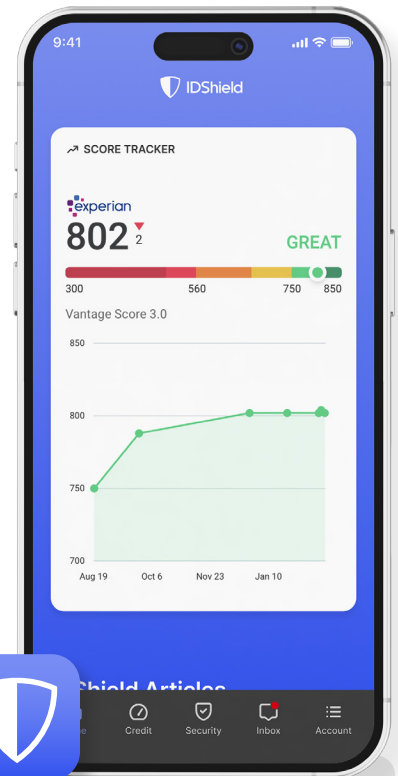 9:41
IDShield
SCORE TRACKER
experian
802 2
GREAT
300 560 750 850
Vantage Score 3.0
850
800
750
700
Aug 19 Oct 6 Nov 23 Jan 10
Credit Security Inbox Account